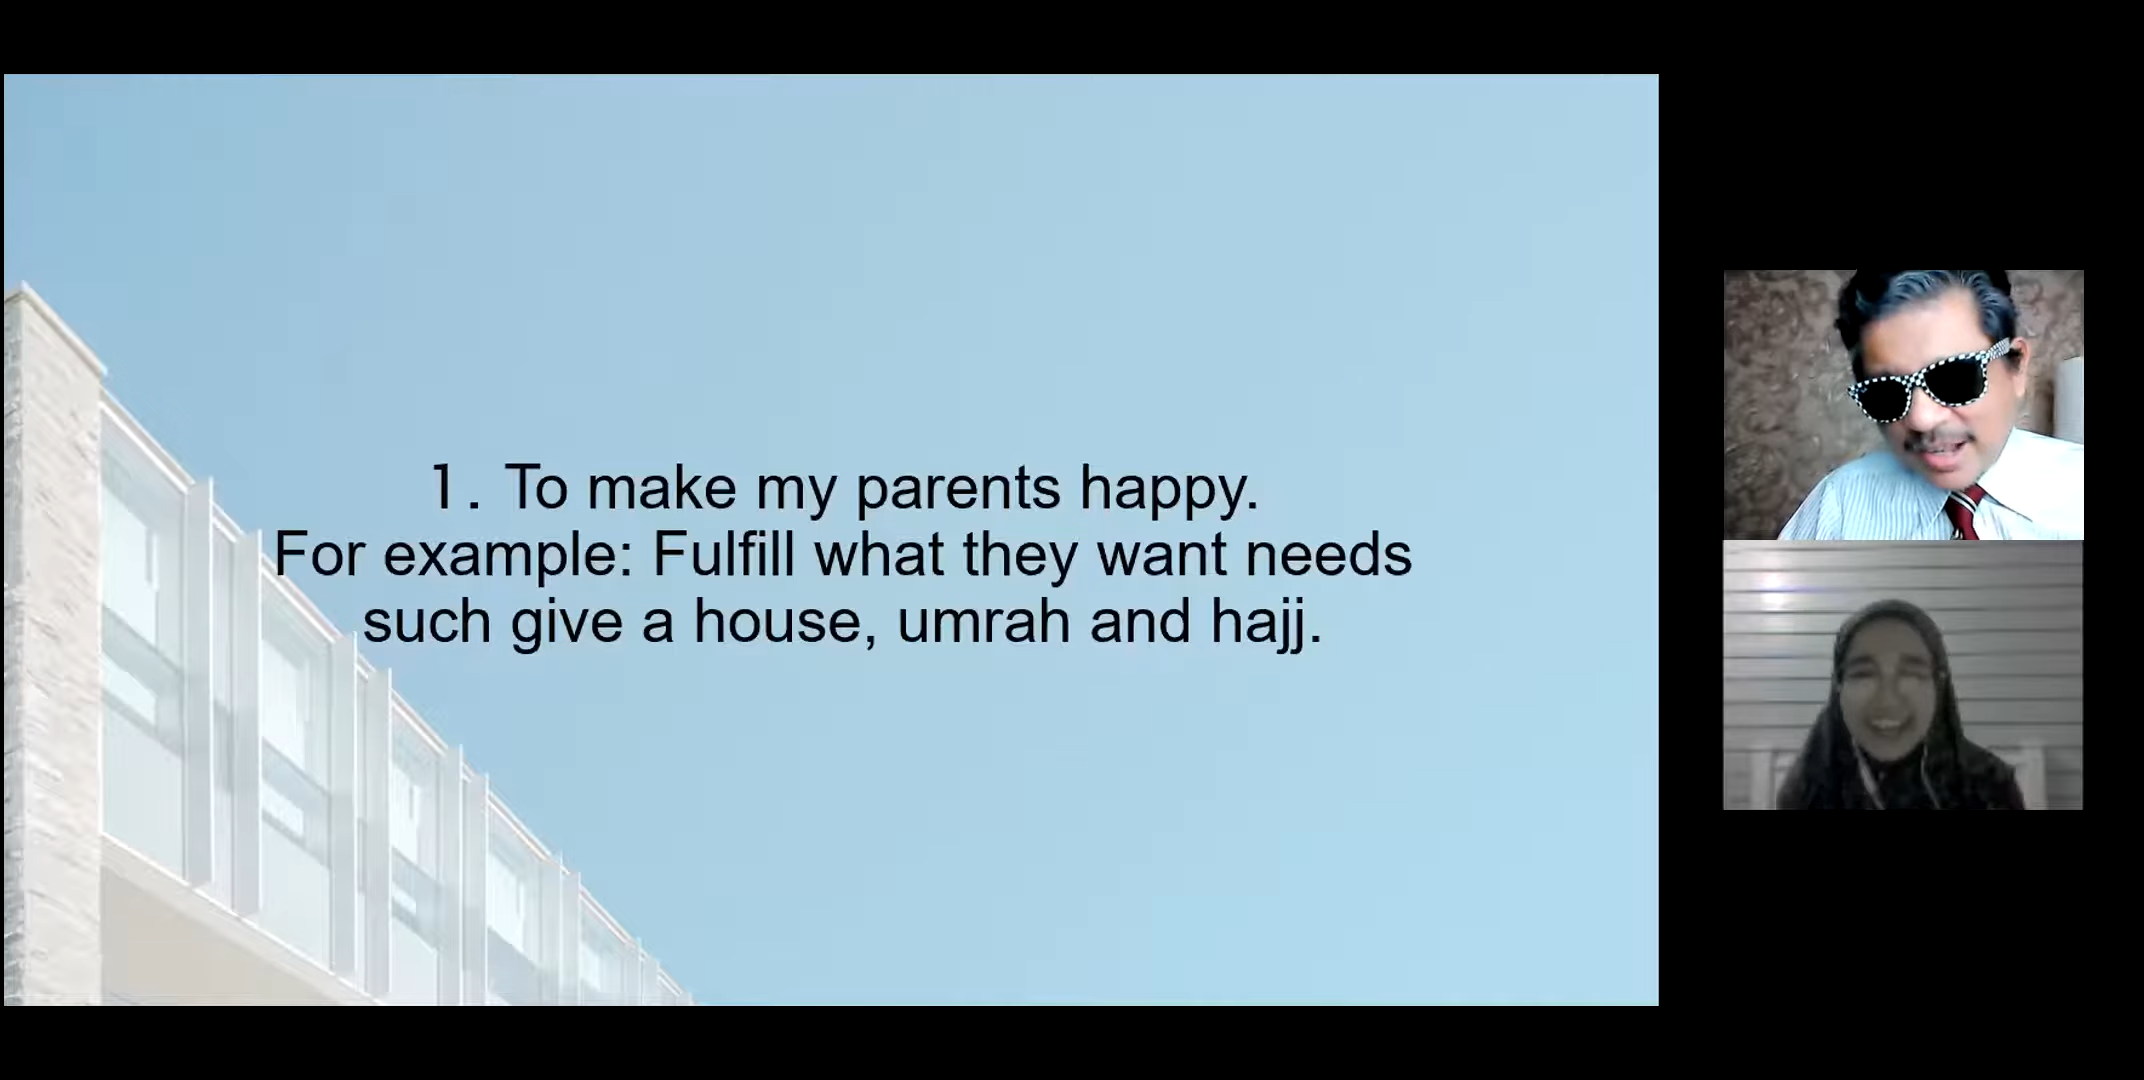 1. To make my parents happy.
For example: Fulfill what they want needs
such give a house, umrah and hajj.